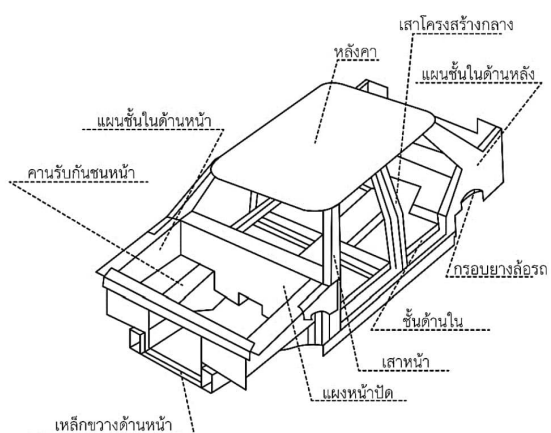 เสาโครงสร้างกลาง
หลังคา
แผนชั้นในด้านหลัง
แผนชั้นในด้านหน้า
คานรับกันชนหน้า
กรอบยางล้อรถ
ชั้นด้านใน
เสาหน้า
แผงหน้าปัด
เหล็กขวางด้านหน้า